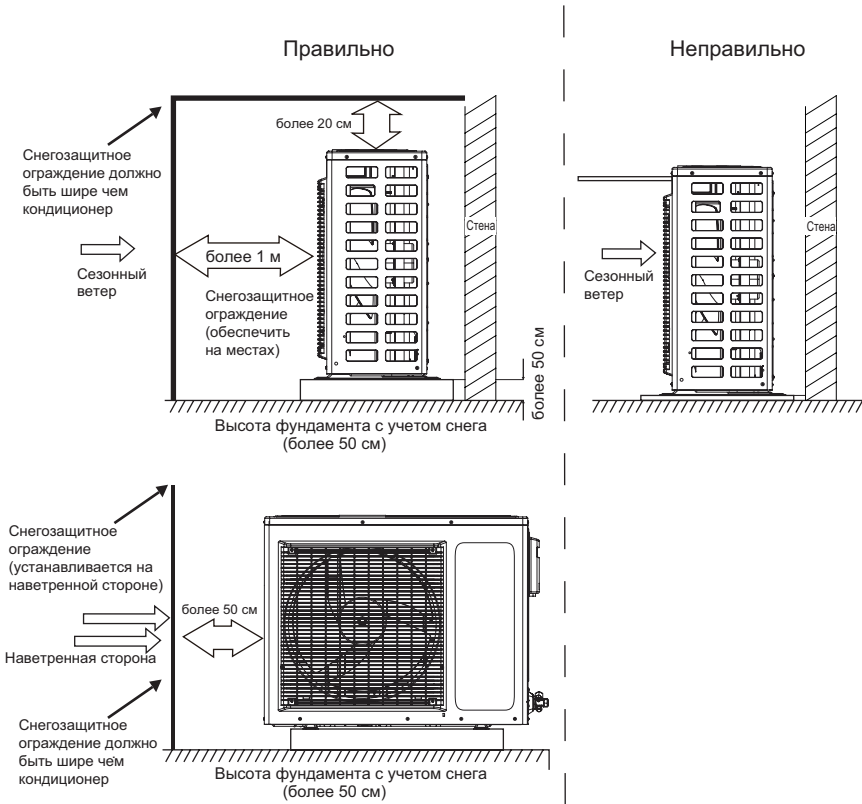 Правильно
Неправильно
более 20 см
Снегозащитное
ограждение должно
быть шире чем
кондиционер
Стена
Стена
более 1 м
Сезонный
ветер
Снегозащитное
ограждение
(обеспечить
на местах)
Сезонный
ветер
более 50 см
Высота фундамента с учетом снега
(более 50 см)
Снегозащитное
ограждение
(устанавливается на
наветренной стороне)
более 50 см
Наветренная сторона
Снегозащитное
ограждение должно
быть шире чем
кондиционер
Высота фундамента с учетом снега
(более 50 см)